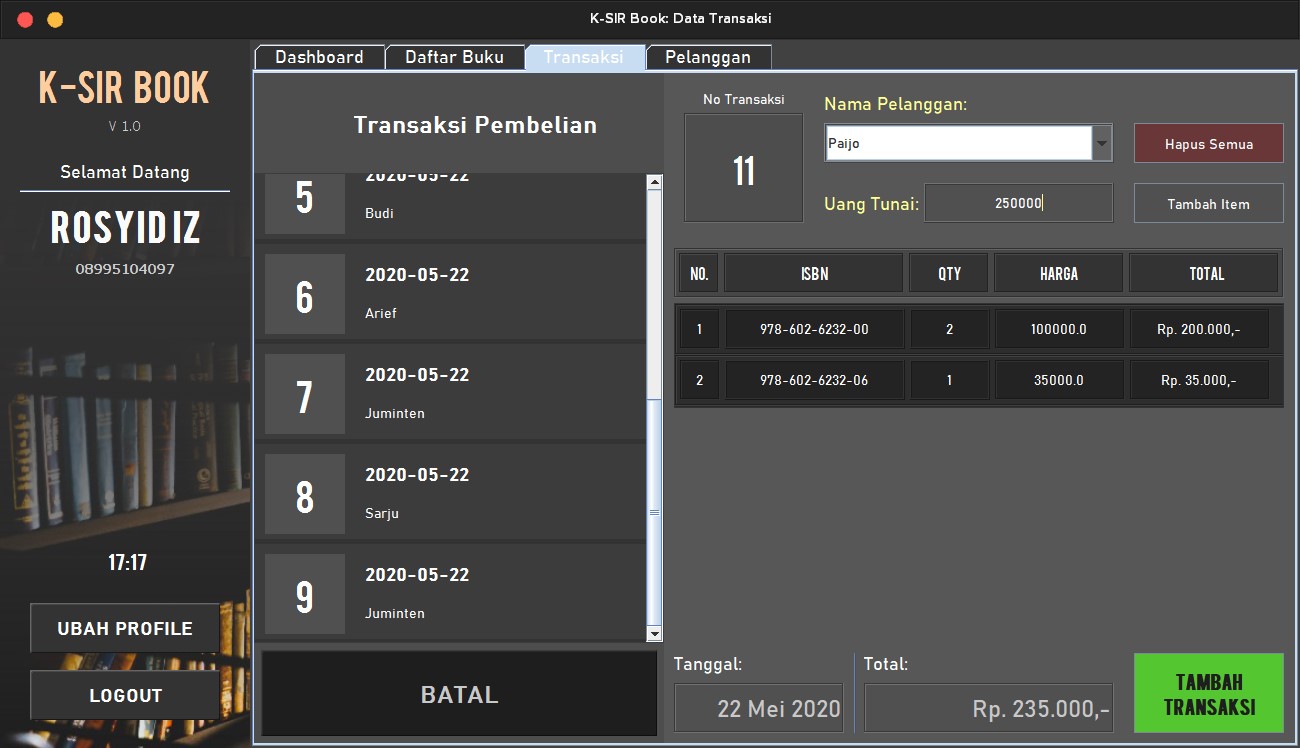 K-SIR Book: Data Transaksi
K-SIR BOOK
V 1.0
Selamat Datang
ROSYIDIZ
08995104097
17:17
UBAH PROFILE
LOGOUT
Dashboard Daftar Buku Transaksi Pelanggan
Transaksi Pembelian
5 2020-05-22
Budi
6 2020-05-22
Arief
7 2020-05-22
Juminten
8 2020-05-22
Sarju
9 2020-05-22
Juminten
BATAL
No Transaksi
11
Nama Pelanggan:
Paijo
Hapus Semua
Uang Tunai: 250000
Tambah Item
NO. ISBN QTY HARGA TOTAL
1 978-602-6232-00 2 100000.0 Rp. 200.000,-
2 978-602-6232-06 1 35000.0 Rp. 35.000,-
Tanggal:
22 Mei 2020
Total:
Rp. 235.000,-
TAMBAH
TRANSAKSI